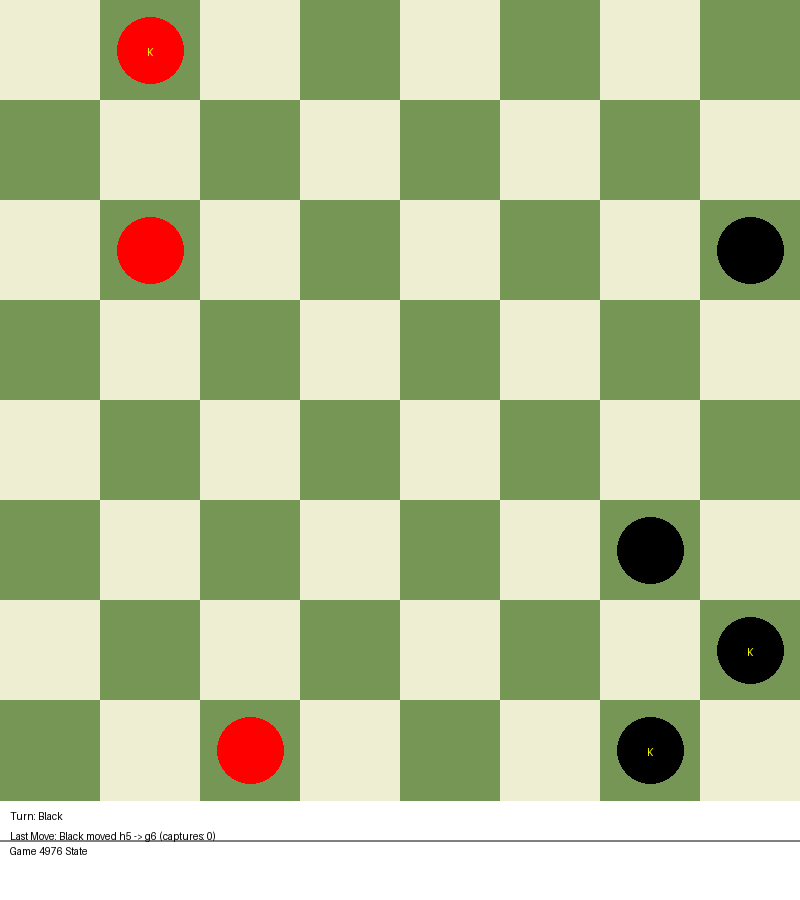 K
K
K
Turn: Black
Last Move: Black moved h5 -> g6 (captures: 0)
Game 4976 State